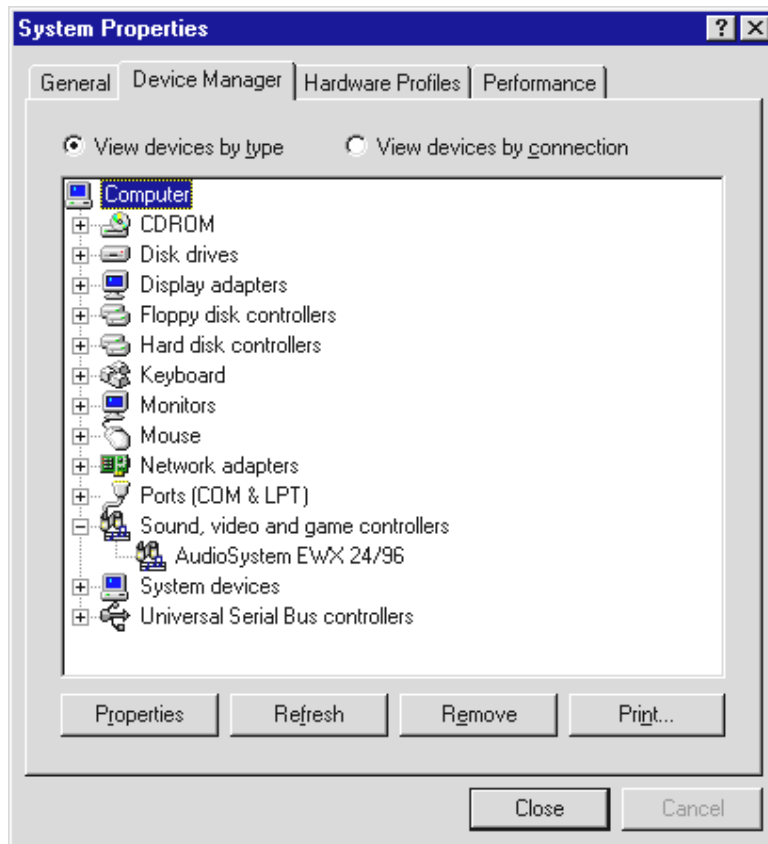 System Properties
General Device Manager Hardware Profiles Performance
View devices by type View devices by connection
Computer
CDROM
Disk drives
Display adapters
Floppy disk controllers
Hard disk controllers
Keyboard
Monitors
Mouse
Network adapters
Ports (COM & LPT)
Sound, video and game controllers
AudioSystem EWX 24/96
System devices
Universal Serial Bus controllers
Properties Refresh Remove Print...
Close Cancel